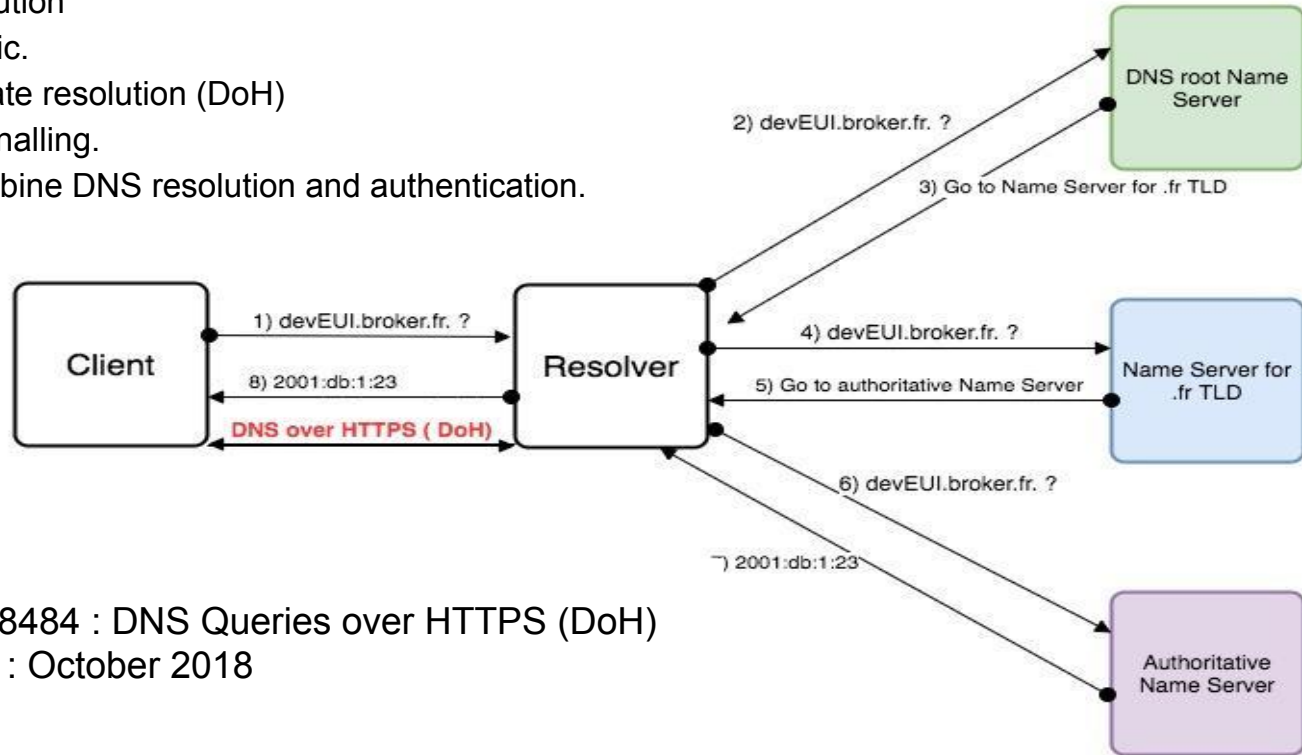 ution
ic.
ate resolution (DoH)
nalling.
bine DNS resolution and authentication.
DNS root Name
Server
2) devEUI.broker.fr. ?
3) Go to Name Server for .fr TLD
Client
1) devEUI.broker.fr. ?
8) 2001:db:1:23
DNS over HTTPS ( DoH)
Resolver
4) devEUI.broker.fr. ?
5) Go to authoritative Name Server
Name Server for
.fr TLD
6) devEUI.broker.fr. ?
) 2001:db:1:23
Authoritative
Name Server
8484 : DNS Queries over HTTPS (DoH)
: October 2018